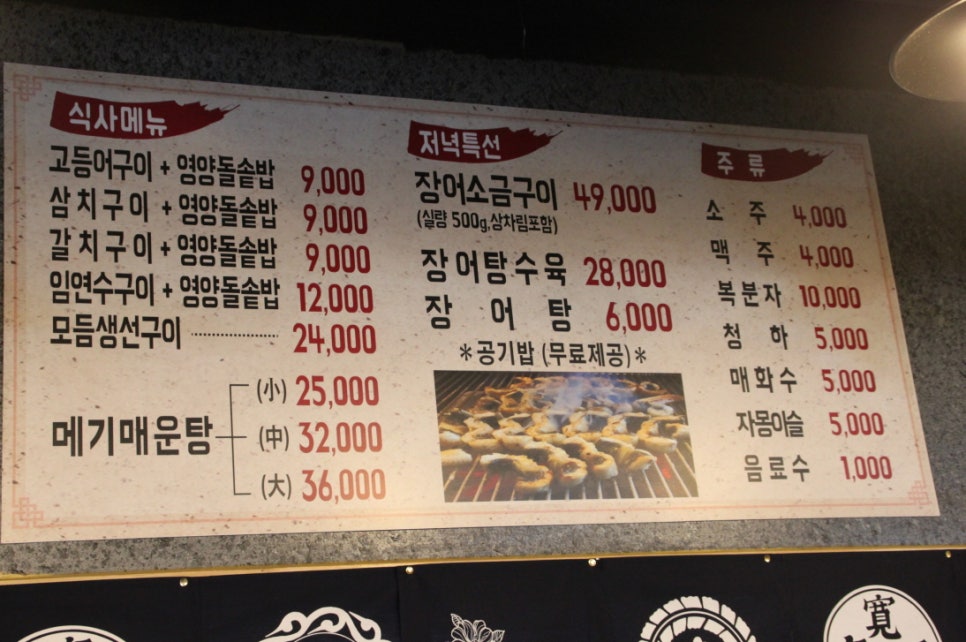 식사메뉴
고등어구이 + 영양돌솥밥 9,000
삼치구이 + 영양돌솥밥 9,000
갈치구이 + 영양돌솥밥 9,000
임연수구이 + 영양돌솥밥 12,000
모듬생선구이 24,000
메기매운탕
(小) 25,000
(中) 32,000
(大) 36,000
저녁특선
장어소금구이 49,000
(실량 500g,상차림포함)
장어탕수육 28,000
장어탕 6,000
*공기밥 (무료제공)*
주류
소주 4,000
맥주 4,000
복분자 10,000
청하 5,000
매화수 5,000
자몽이슬 5,000
음료수 1,000
寛